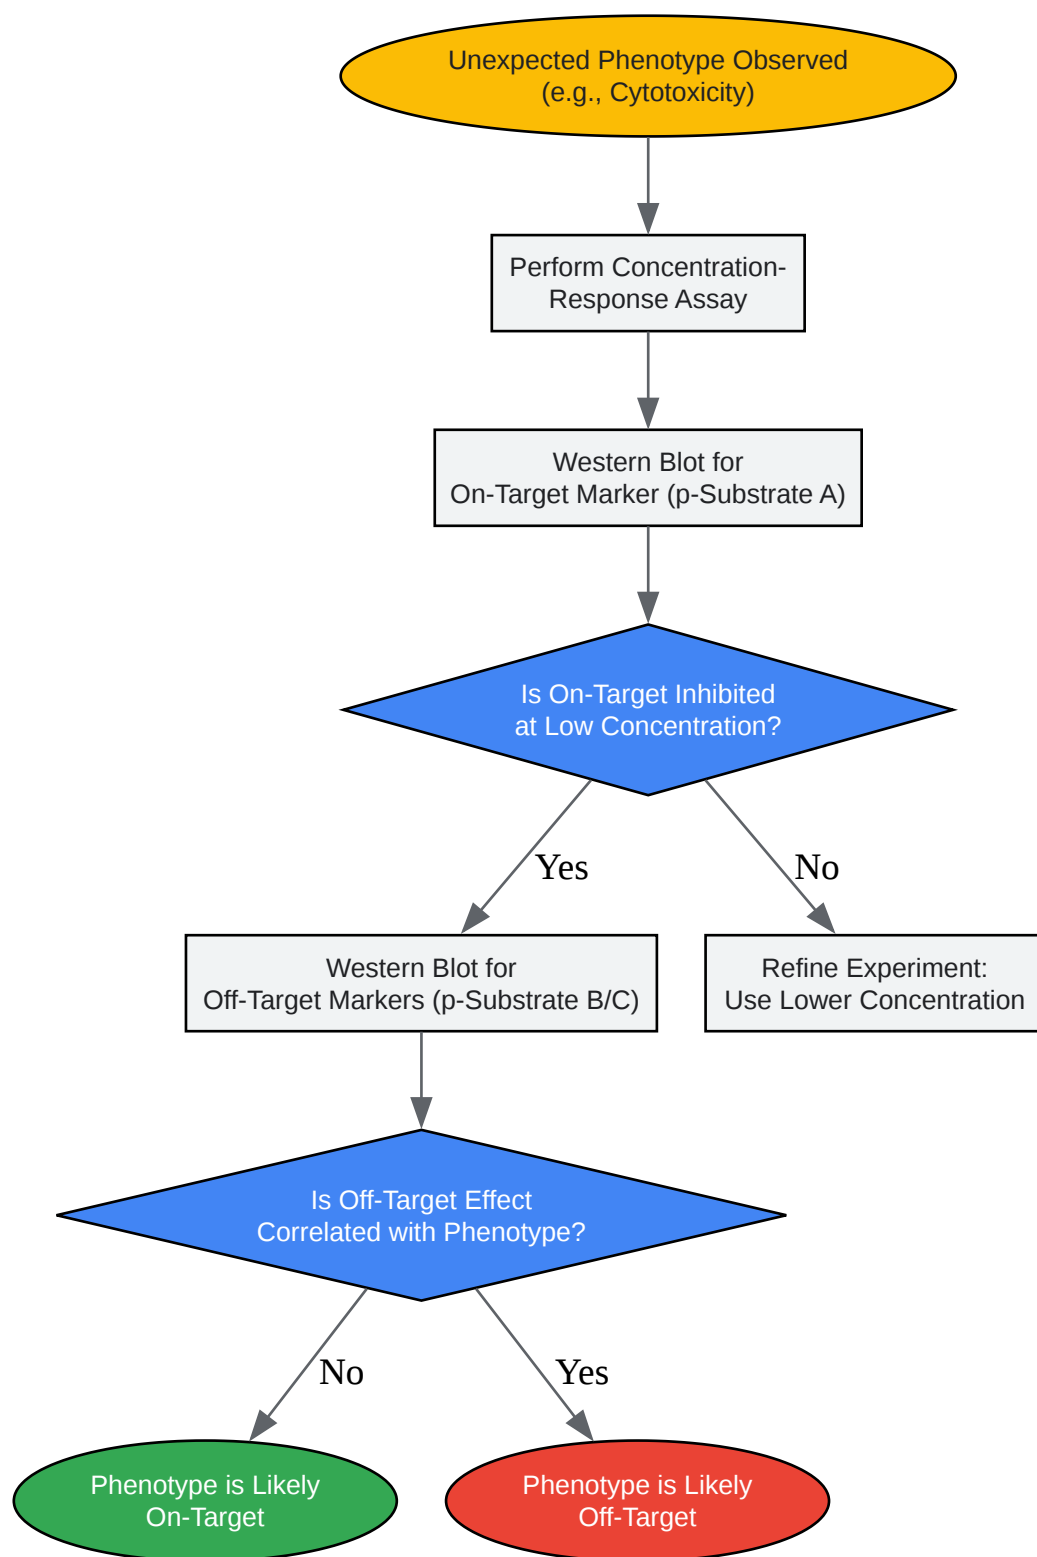 Unexpected Phenotype Observed
(e.g., Cytotoxicity)
Perform Concentration-
Response Assay
Western Blot for
On-Target Marker (p-Substrate A)
Is On-Target Inhibited
at Low Concentration?
Yes
No
Western Blot for
Off-Target Markers (p-Substrate B/C)
Refine Experiment:
Use Lower Concentration
Is Off-Target Effect
Correlated with Phenotype?
No
Yes
Phenotype is Likely
On-Target
Phenotype is Likely
Off-Target